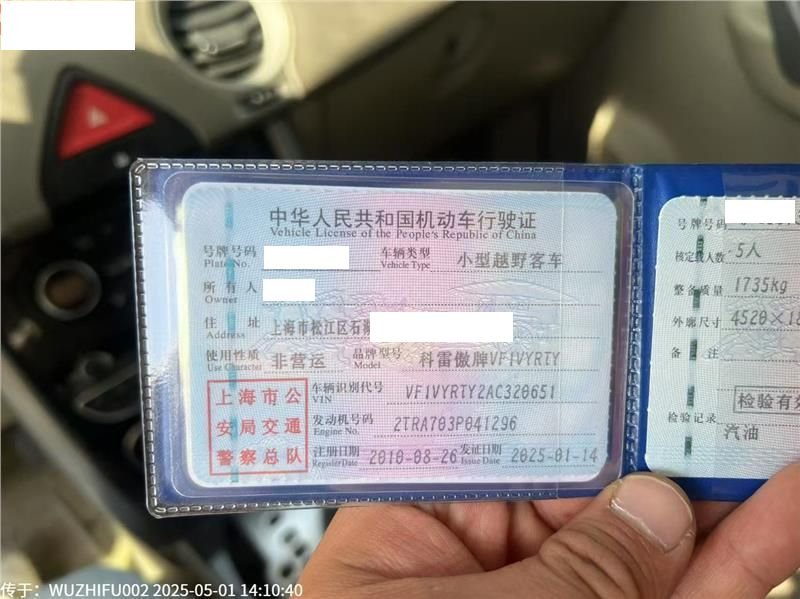 中华人民共和国机动车行驶证
Vehicle License of the People's Republic of China
号牌号码
Plate No.
车辆类型 小型越野客车
Vehicle Type
所有人
Owner
住址 上海市松江区石
Address
使用性质 非营运 品牌型号 科雷傲牌VF1VYRTY
Use Character Model
上海市公
安局交通
警察总队
车辆识别代号 VF1VYRTY2AC320651
VIN
发动机号码 2TRA703P041296
Engine No.
注册日期 2010-08-26 发证日期 2025-01-14
Register Date Issue Date
号牌号码
核定载人数 5人
整备质量 1735kg
外廓尺寸 4520×18
备注
检验有效
检验记录
汽油
传于：WUZHIFU002 2025-05-01 14:10:40